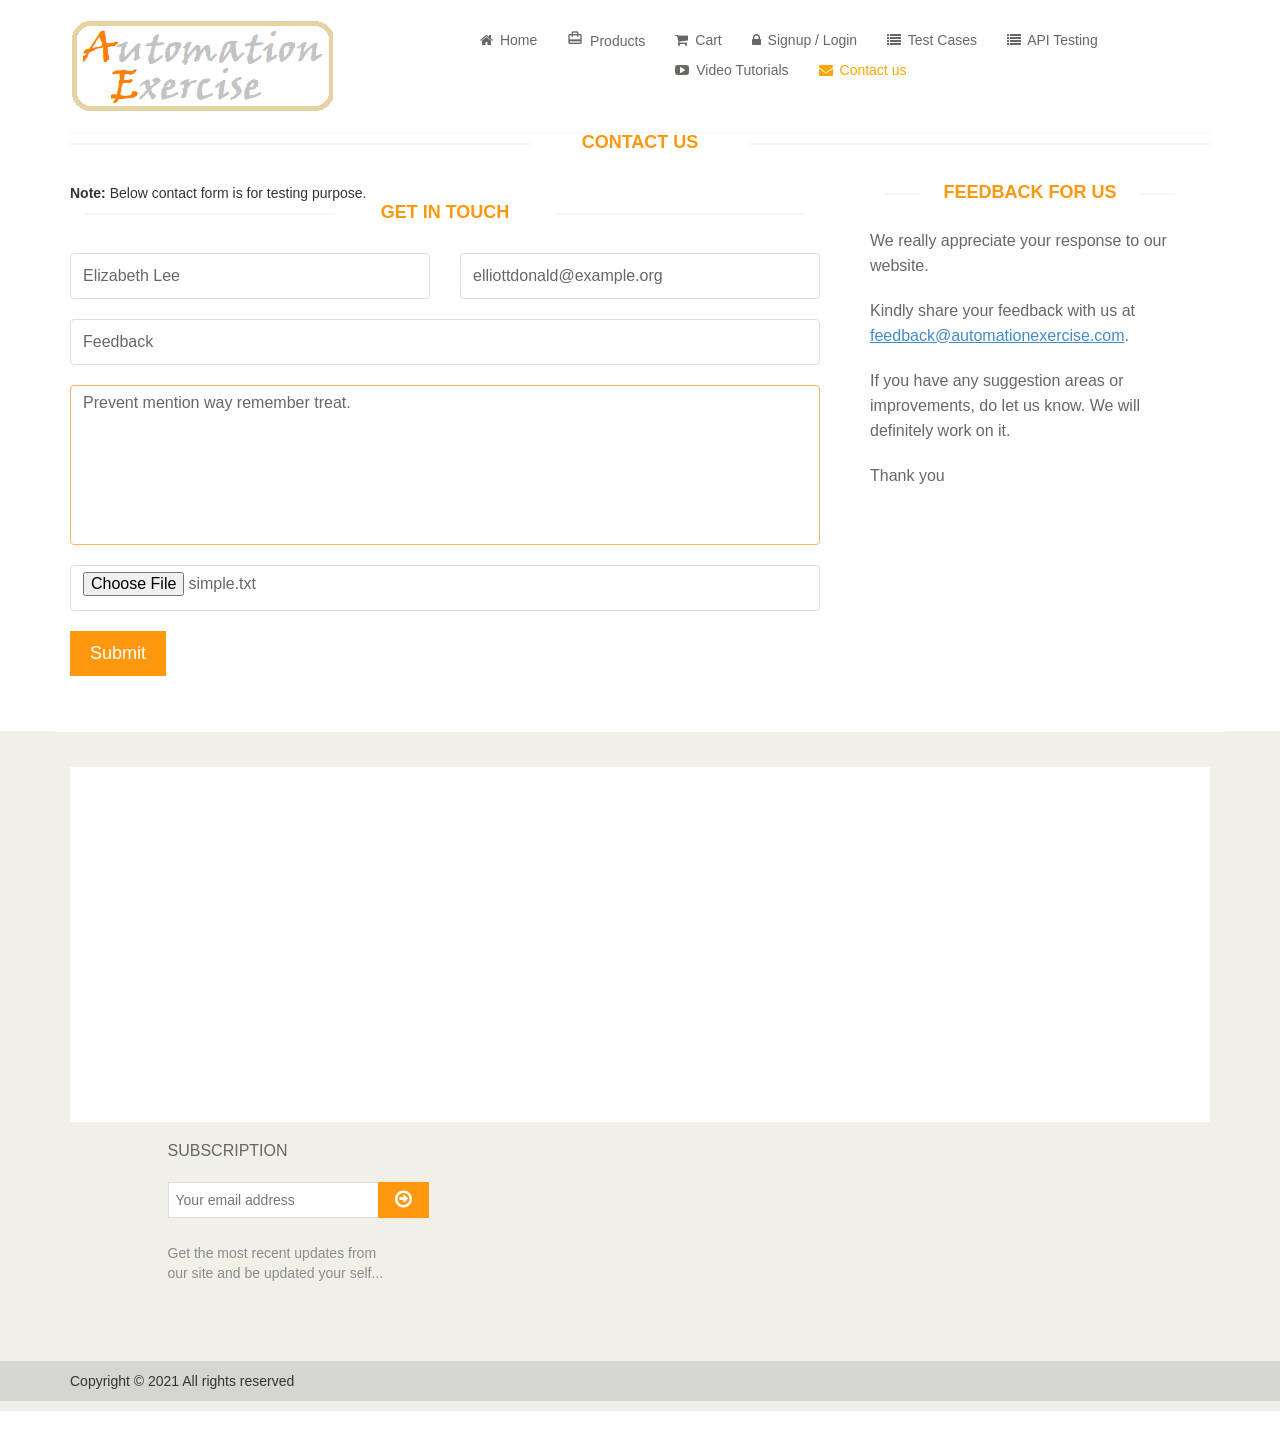 Automation
Exercise
Home
Products
Cart
Signup / Login
Test Cases
API Testing
Video Tutorials
Contact us
CONTACT US
Note: Below contact form is for testing purpose.
GET IN TOUCH
Elizabeth Lee
elliottdonald@example.org
Feedback
Prevent mention way remember treat.
Choose File simple.txt
Submit
FEEDBACK FOR US
We really appreciate your response to our
website.
Kindly share your feedback with us at
feedback@automationexercise.com.
If you have any suggestion areas or
improvements, do let us know. We will
definitely work on it.
Thank you
SUBSCRIPTION
Your email address
Get the most recent updates from
our site and be updated your self...
Copyright © 2021 All rights reserved